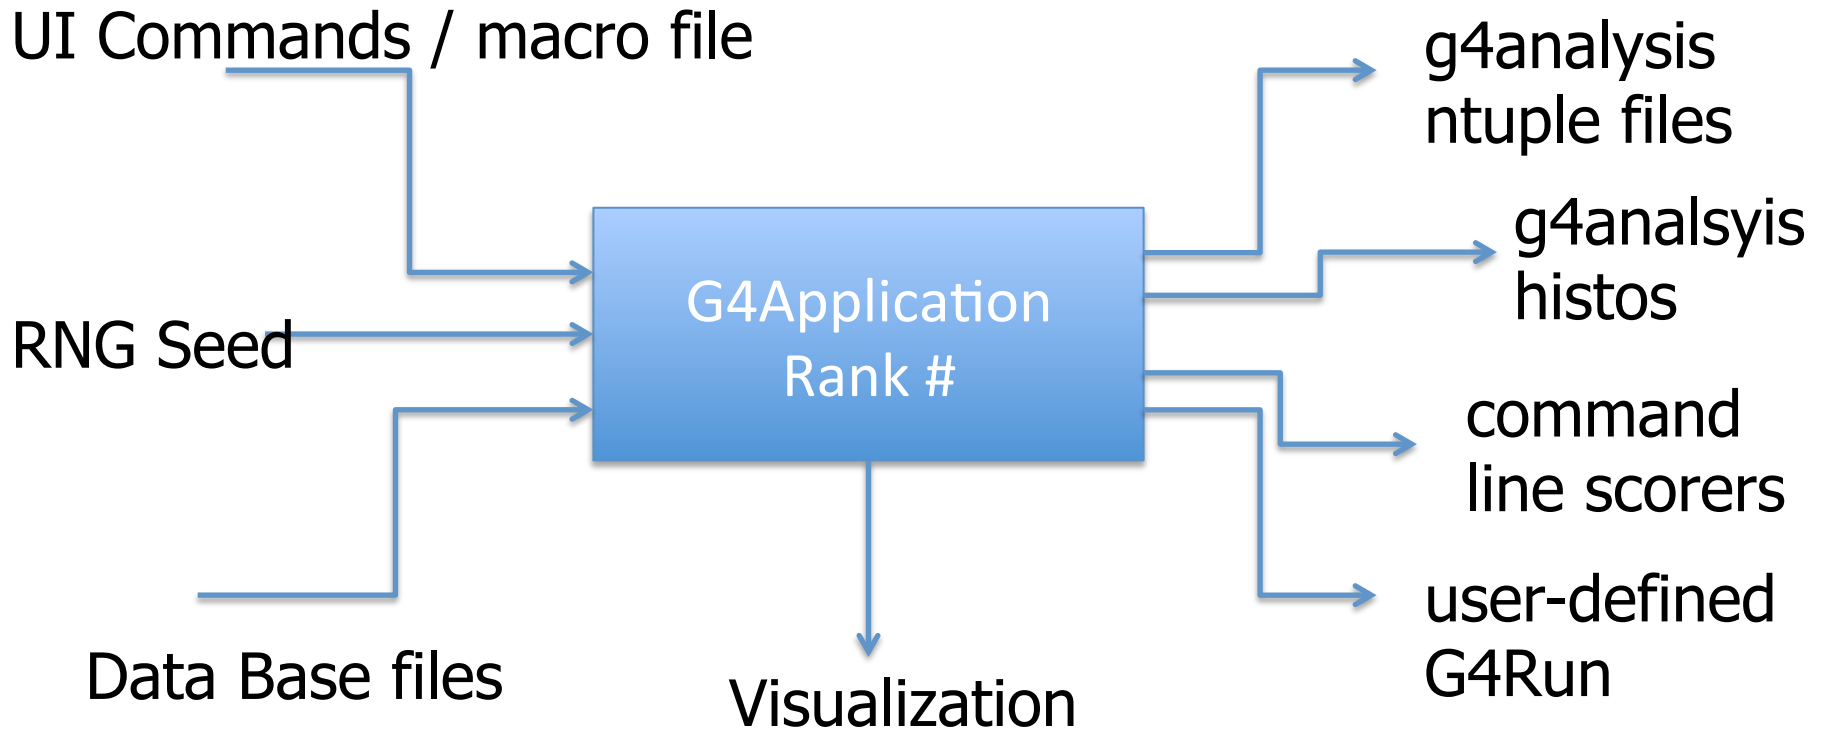 UI Commands / macro file
RNG Seed
Data Base files
G4Application
Rank #
Visualization
g4analysis
ntuple files
g4analsyis
histos
command
line scorers
user-defined
G4Run